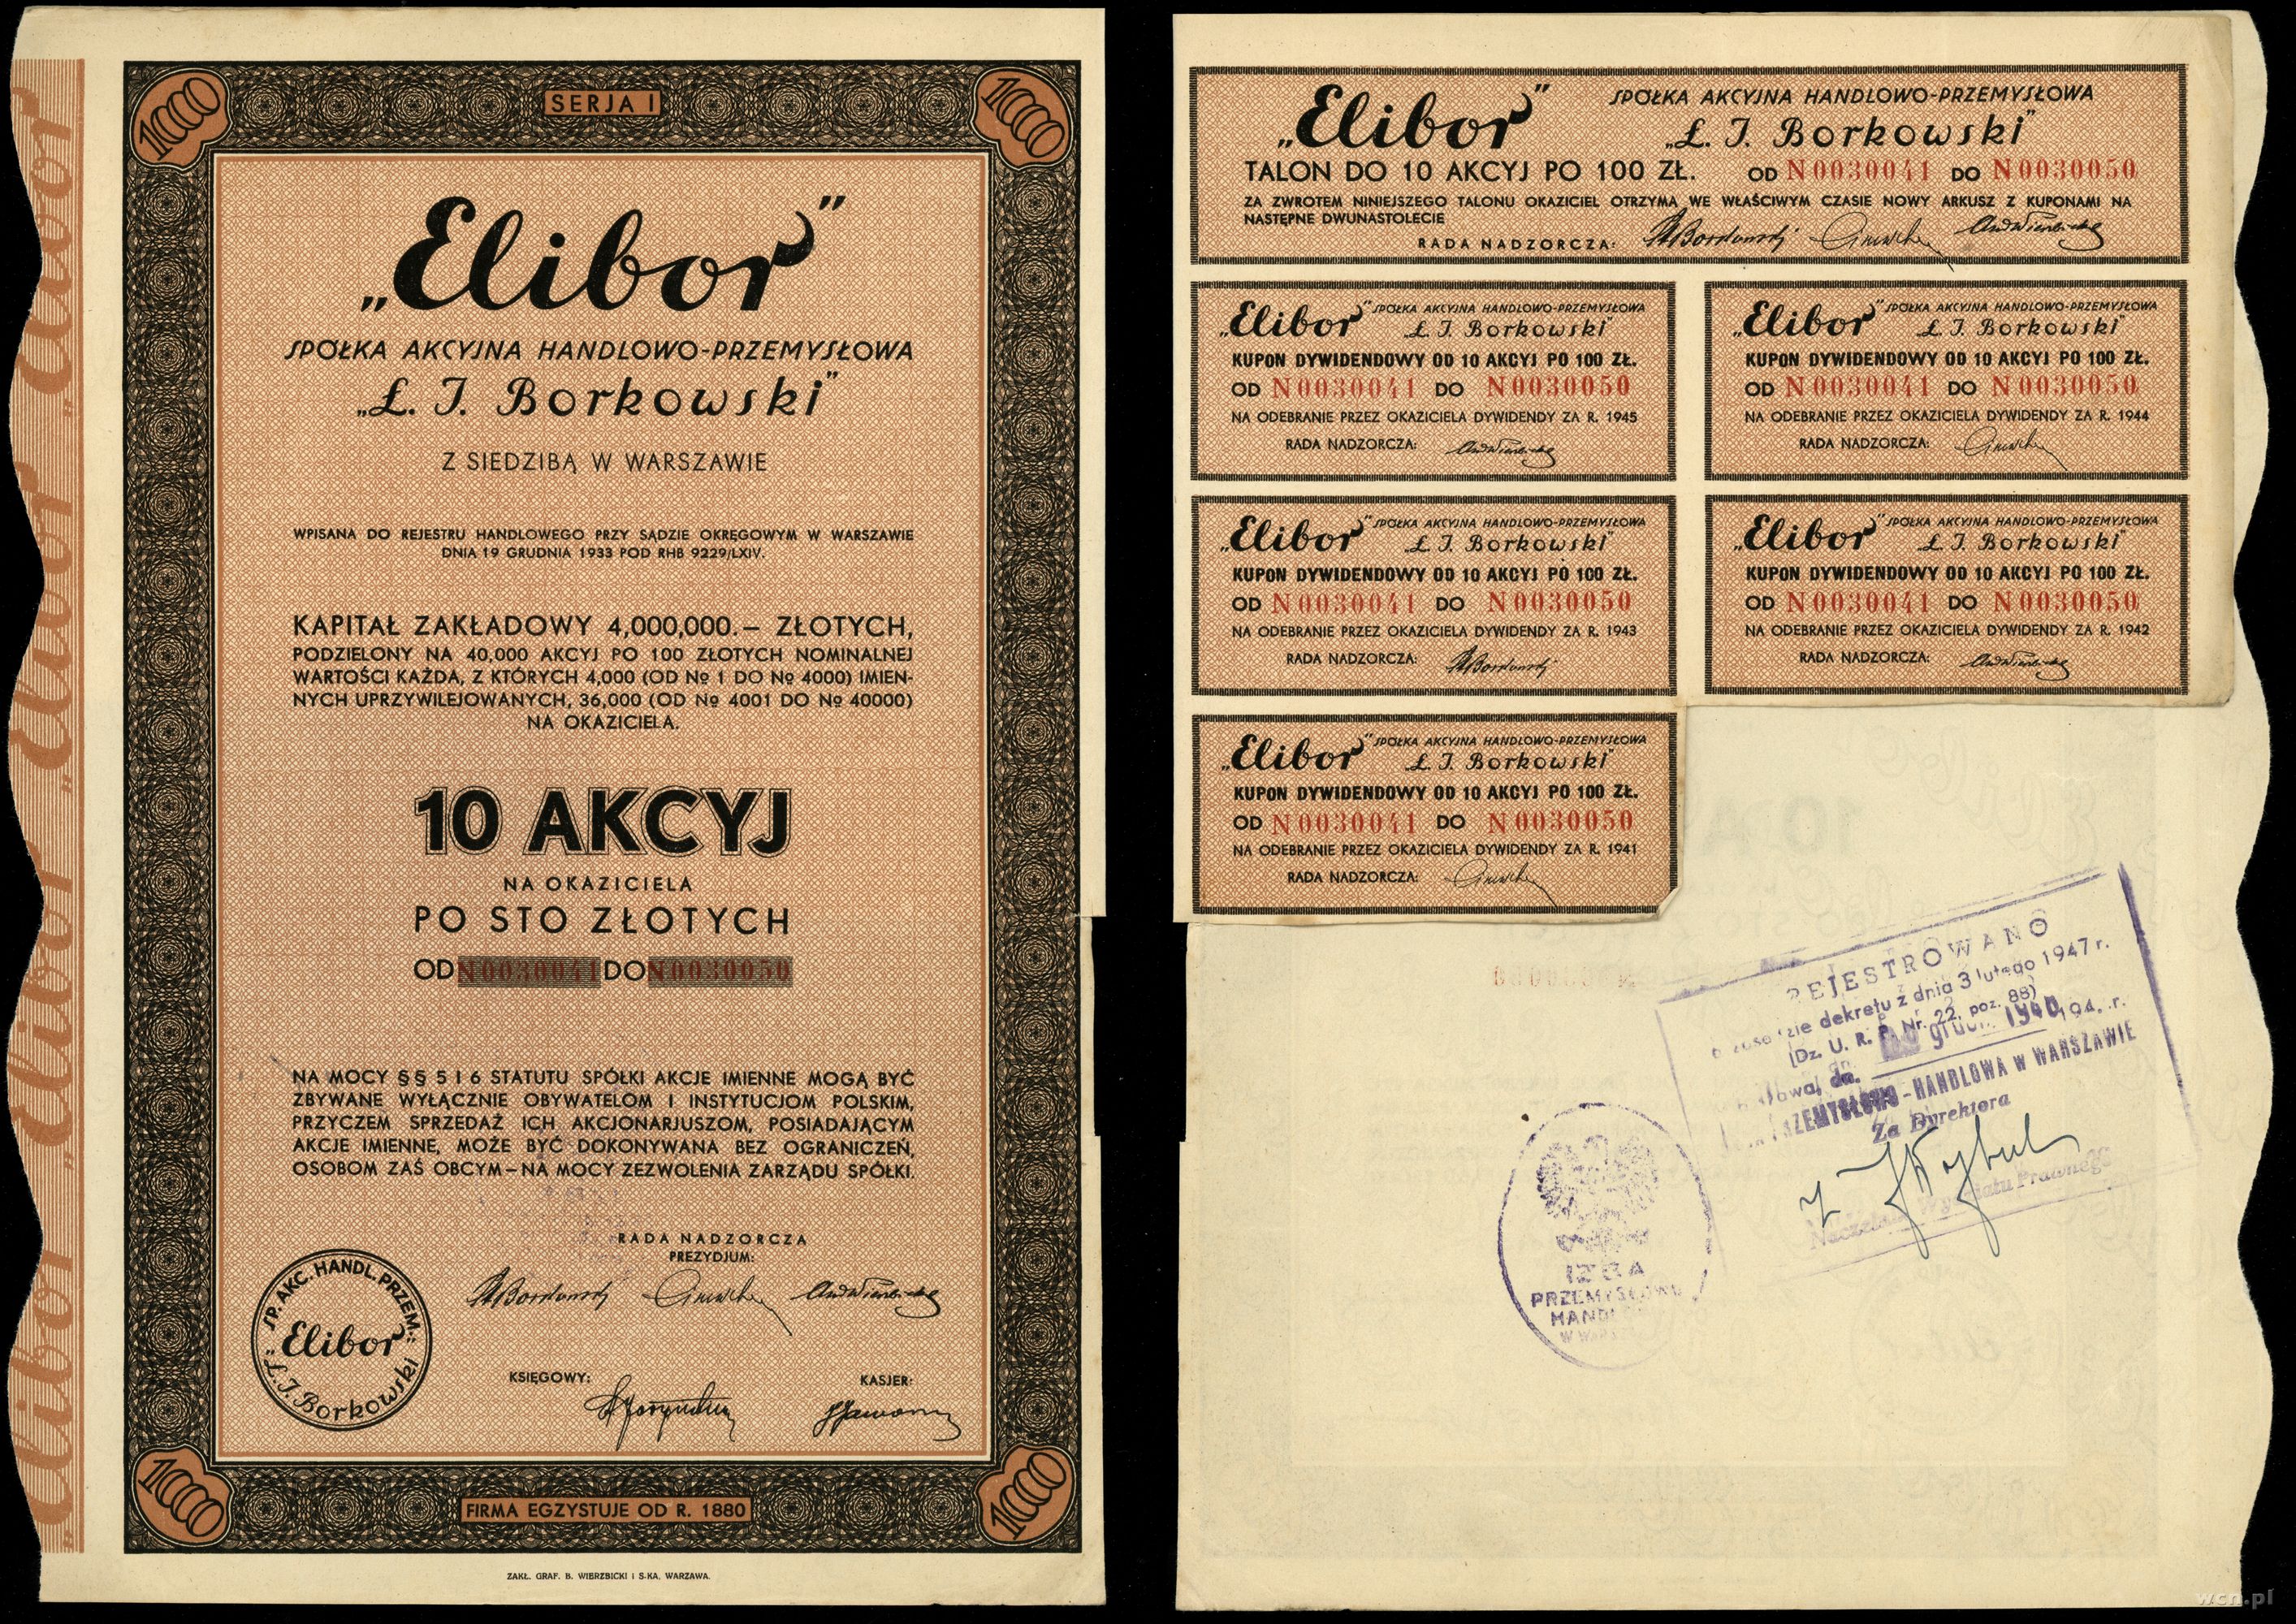 1000
SERJA I
1000
„Elibor”
SPÓŁKA AKCYJNA HANDLOWO-PRZEMYSŁOWA
„Ł. J. Borkowski”
Z SIEDZIBĄ W WARSZAWIE
WPISANA DO REJESTRU HANDLOWEGO PRZY SĄDZIE OKRĘGOWYM W WARSZAWIE
DNIA 19 GRUDNIA 1933 POD RHB 9229/LXIV.
KAPITAŁ ZAKŁADOWY 4,000,000.— ZŁOTYCH,
PODZIELONY NA 40,000 AKCYJ PO 100 ZŁOTYCH NOMINALNEJ
WARTOŚCI KAŻDA, Z KTÓRYCH 4,000 (OD № 1 DO № 4000) IMIEN-
NYCH UPRZYWILEJOWANYCH, 36,000 (OD № 4001 DO № 40000)
NA OKAZICIELA.
10 AKCYJ
NA OKAZICIELA
PO STO ZŁOTYCH
OD N0030041 DO N0030050
NA MOCY §§ 5 I 6 STATUTU SPÓŁKI AKCJE IMIENNE MOGĄ BYĆ
ZBYWANE WYŁĄCZNIE OBYWATELOM I INSTYTUCJOM POLSKIM,
PRZYCZEM SPRZEDAŻ ICH AKCJONARJUSZOM, POSIADAJĄCYM
AKCJE IMIENNE, MOŻE BYĆ DOKONYWANA BEZ OGRANICZEŃ,
OSOBOM ZAŚ OBCYM—NA MOCY ZEZWOLENIA ZARZĄDU SPÓŁKI.
RADA NADZORCZA
PREZYDJUM:
SP. AKC. HANDL. PRZEM.
Elibor
„Ł. J. Borkowski”
KSIĘGOWY:
KASJER:
1000
FIRMA EGZYSTUJE OD R. 1880
1000
ZAKŁ. GRAF. B. WIERZBICKI I S-KA, WARSZAWA.
„Elibor”
„Elibor”
„Elibor”
„Elibor”
„Elibor”
SPÓŁKA AKCYJNA HANDLOWO-PRZEMYSŁOWA
„Ł. J. Borkowski”
TALON DO 10 AKCYJ PO 100 ZŁ. OD N0030041 DO N0030050
ZA ZWROTEM NINIEJSZEGO TALONU OKAZICIEL OTRZYMA WE WŁAŚCIWYM CZASIE NOWY ARKUSZ Z KUPONAMI NA
NASTĘPNE DWUNASTOLECIE
RADA NADZORCZA:
„Elibor” SPÓŁKA AKCYJNA HANDLOWO-PRZEMYSŁOWA
Ł. J. Borkowski”
KUPON DYWIDENDOWY OD 10 AKCYJ PO 100 ZŁ.
OD N0030041 DO N0030050
NA ODEBRANIE PRZEZ OKAZICIELA DYWIDENDY ZA R. 1945
RADA NADZORCZA:
„Elibor” SPÓŁKA AKCYJNA HANDLOWO-PRZEMYSŁOWA
Ł. J. Borkowski”
KUPON DYWIDENDOWY OD 10 AKCYJ PO 100 ZŁ.
OD N0030041 DO N0030050
NA ODEBRANIE PRZEZ OKAZICIELA DYWIDENDY ZA R. 1944
RADA NADZORCZA:
„Elibor” SPÓŁKA AKCYJNA HANDLOWO-PRZEMYSŁOWA
Ł. J. Borkowski”
KUPON DYWIDENDOWY OD 10 AKCYJ PO 100 ZŁ.
OD N0030041 DO N0030050
NA ODEBRANIE PRZEZ OKAZICIELA DYWIDENDY ZA R. 1943
RADA NADZORCZA:
„Elibor” SPÓŁKA AKCYJNA HANDLOWO-PRZEMYSŁOWA
Ł. J. Borkowski”
KUPON DYWIDENDOWY OD 10 AKCYJ PO 100 ZŁ.
OD N0030041 DO N0030050
NA ODEBRANIE PRZEZ OKAZICIELA DYWIDENDY ZA R. 1942
RADA NADZORCZA:
„Elibor” SPÓŁKA AKCYJNA HANDLOWO-PRZEMYSŁOWA
Ł. J. Borkowski”
KUPON DYWIDENDOWY OD 10 AKCYJ PO 100 ZŁ.
OD N0030041 DO N0030050
NA ODEBRANIE PRZEZ OKAZICIELA DYWIDENDY ZA R. 1941
RADA NADZORCZA:
REJESTROWANO
dekretu z dnia 3 lutego 1947 r.
(Dz. U. R. P. Nr. 22, poz. 88)
dn. 194 r.
HANDLOWA W WARSZAWIE
Za Dyrektora
Prawnego
IZBA
PRZEMYSŁOWO
wcn.pl